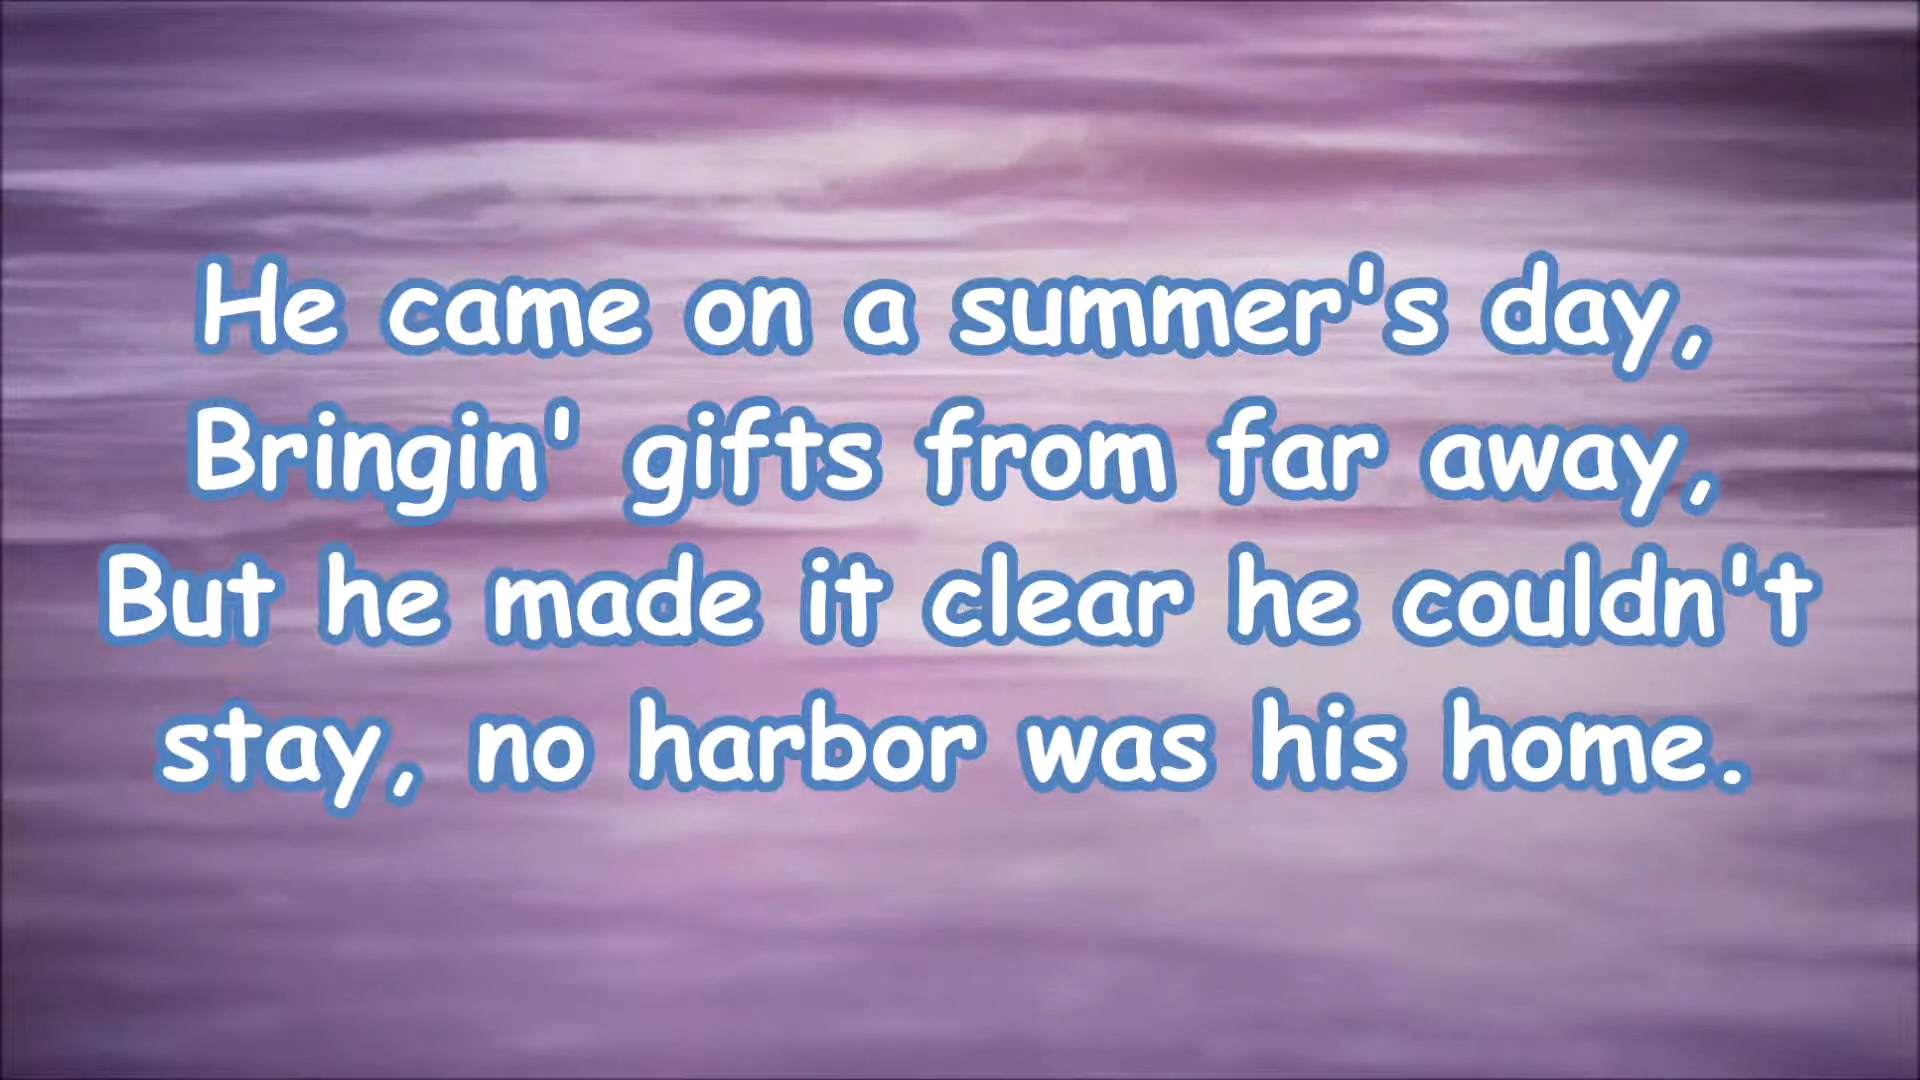 He came on a summer's day,
Bringin' gifts from far away,
But he made it clear he couldn't
stay, no harbor was his home.